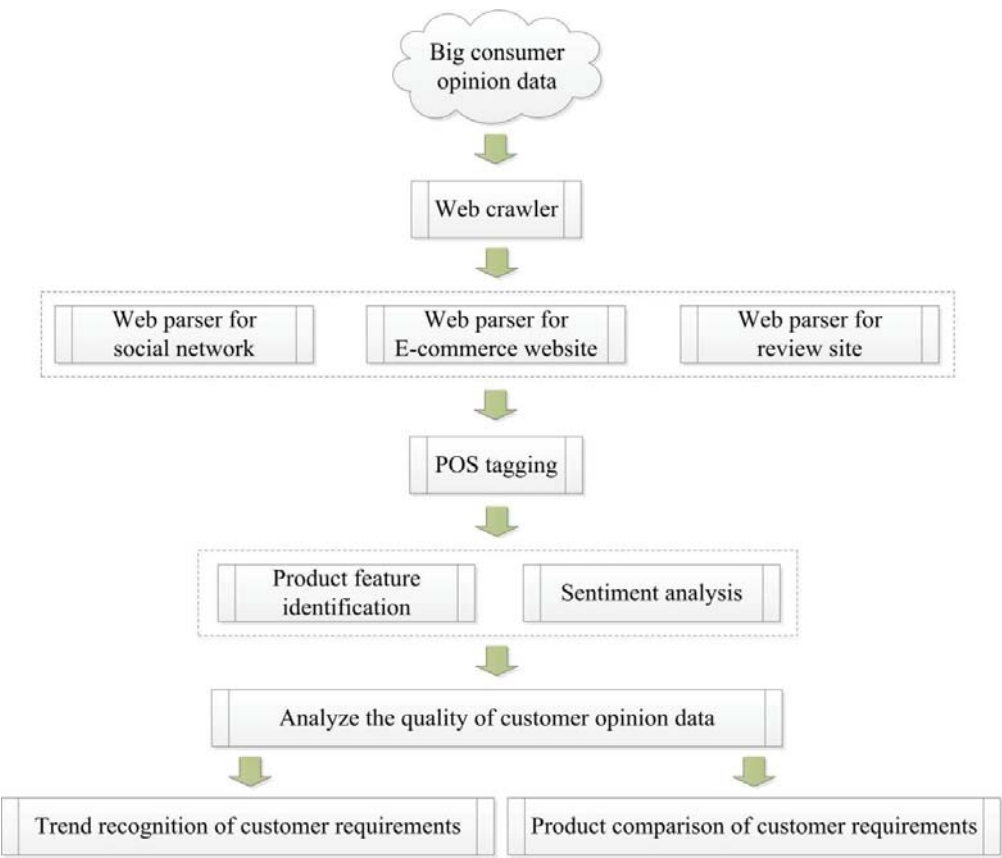 Big consumer
opinion data
Web crawler
Web parser for
social network
Web parser for
E-commerce website
Web parser for
review site
POS tagging
Product feature
identification
Sentiment analysis
Analyze the quality of customer opinion data
Trend recognition of customer requirements
Product comparison of customer requirements